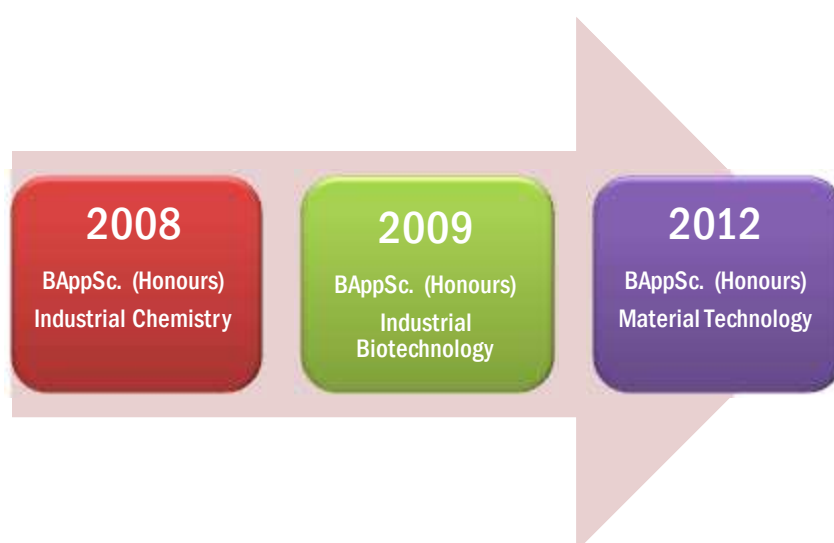 2008
BAppSc. (Honours)
Industrial Chemistry
2009
BAppSc. (Honours)
Industrial
Biotechnology
2012
BAppSc. (Honours)
Material Technology